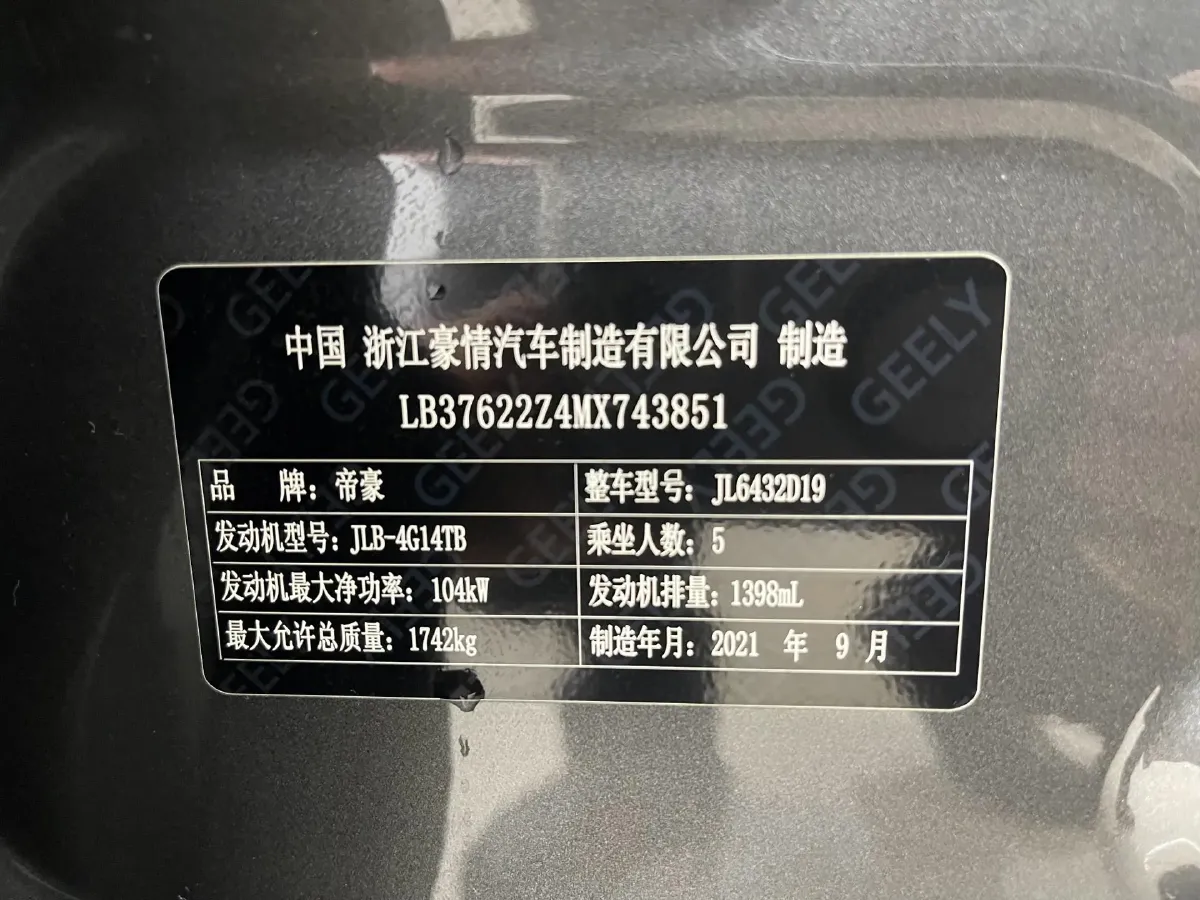 中国 浙江豪情汽车制造有限公司 制造
LB37622Z4MX743851
品 牌：帝豪 整车型号：JL6432D19
发动机型号：JLB-4G14TB 乘坐人数：5
发动机最大净功率：104kW 发动机排量：1398mL
最大允许总质量：1742kg 制造年月：2021 年 9 月
GEELY